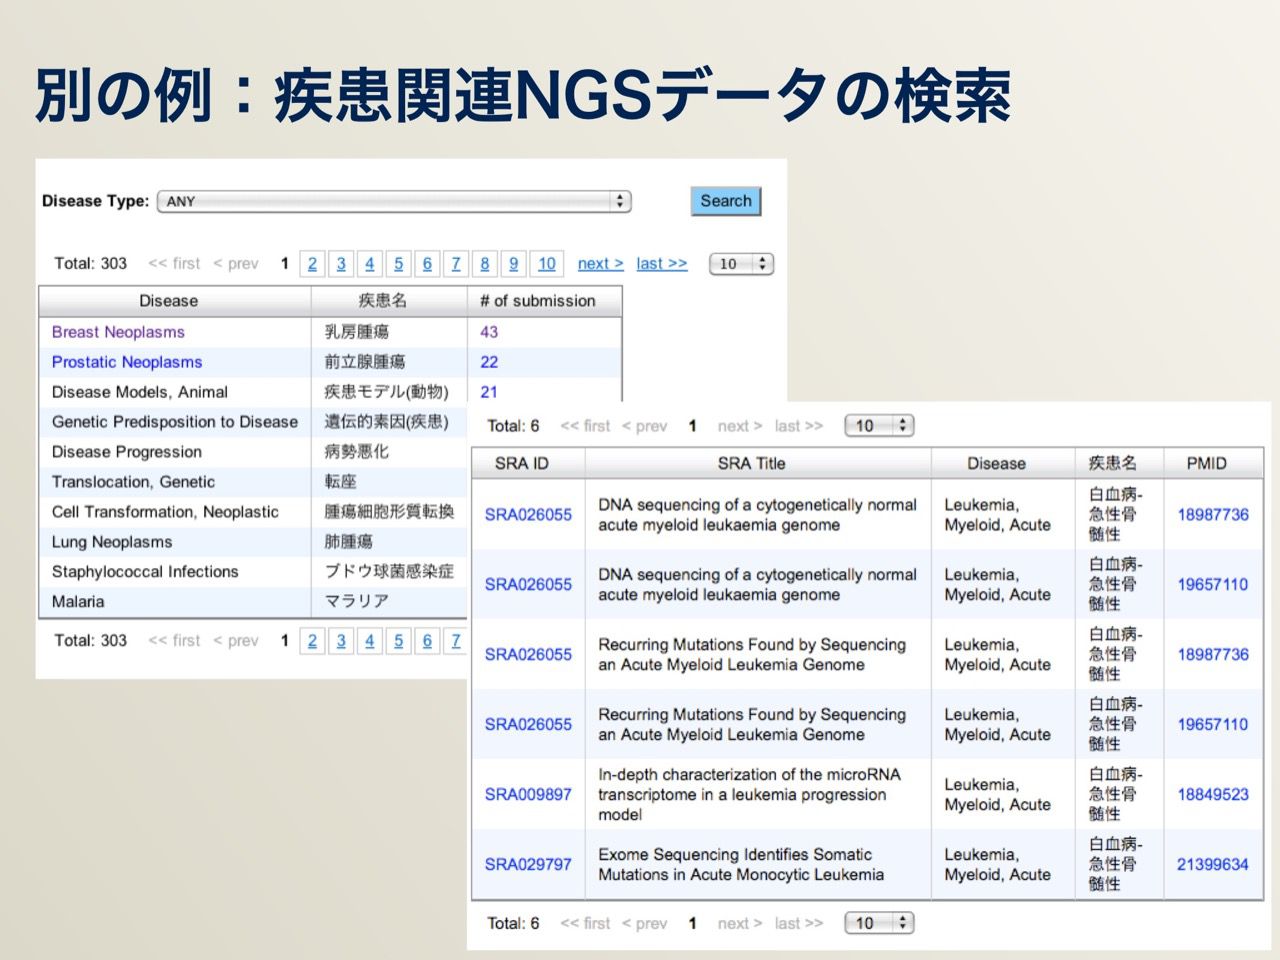 別の例：疾患関連NGSデータの検索
Disease Type: ANY Search
Total: 303 << first < prev 1 2 3 4 5 6 7 8 9 10 next > last >> 10
Disease 疾患名 # of submission
Breast Neoplasms 乳房腫瘍 43
Prostatic Neoplasms 前立腺腫瘍 22
Disease Models, Animal 疾患モデル(動物) 21
Genetic Predisposition to Disease 遺伝的素因(疾患)
Disease Progression 病勢悪化
Translocation, Genetic 転座
Cell Transformation, Neoplastic 腫瘍細胞形質転換
Lung Neoplasms 肺腫瘍
Staphylococcal Infections ブドウ球菌感染症
Malaria マラリア
Total: 303 << first < prev 1 2 3 4 5 6 7
Total: 6 << first < prev 1 next > last >> 10
SRA ID SRA Title Disease 疾患名 PMID
SRA026055 DNA sequencing of a cytogenetically normal
acute myeloid leukaemia genome Leukemia,
Myeloid, Acute 白血病-
急性骨
髄性 18987736
SRA026055 DNA sequencing of a cytogenetically normal
acute myeloid leukaemia genome Leukemia,
Myeloid, Acute 白血病-
急性骨
髄性 19657110
SRA026055 Recurring Mutations Found by Sequencing
an Acute Myeloid Leukemia Genome Leukemia,
Myeloid, Acute 白血病-
急性骨
髄性 18987736
SRA026055 Recurring Mutations Found by Sequencing
an Acute Myeloid Leukemia Genome Leukemia,
Myeloid, Acute 白血病-
急性骨
髄性 19657110
SRA009897 In-depth characterization of the microRNA
transcriptome in a leukemia progression
model Leukemia,
Myeloid, Acute 白血病-
急性骨
髄性 18849523
SRA029797 Exome Sequencing Identifies Somatic
Mutations in Acute Monocytic Leukemia Leukemia,
Myeloid, Acute 白血病-
急性骨
髄性 21399634
Total: 6 << first < prev 1 next > last >> 10